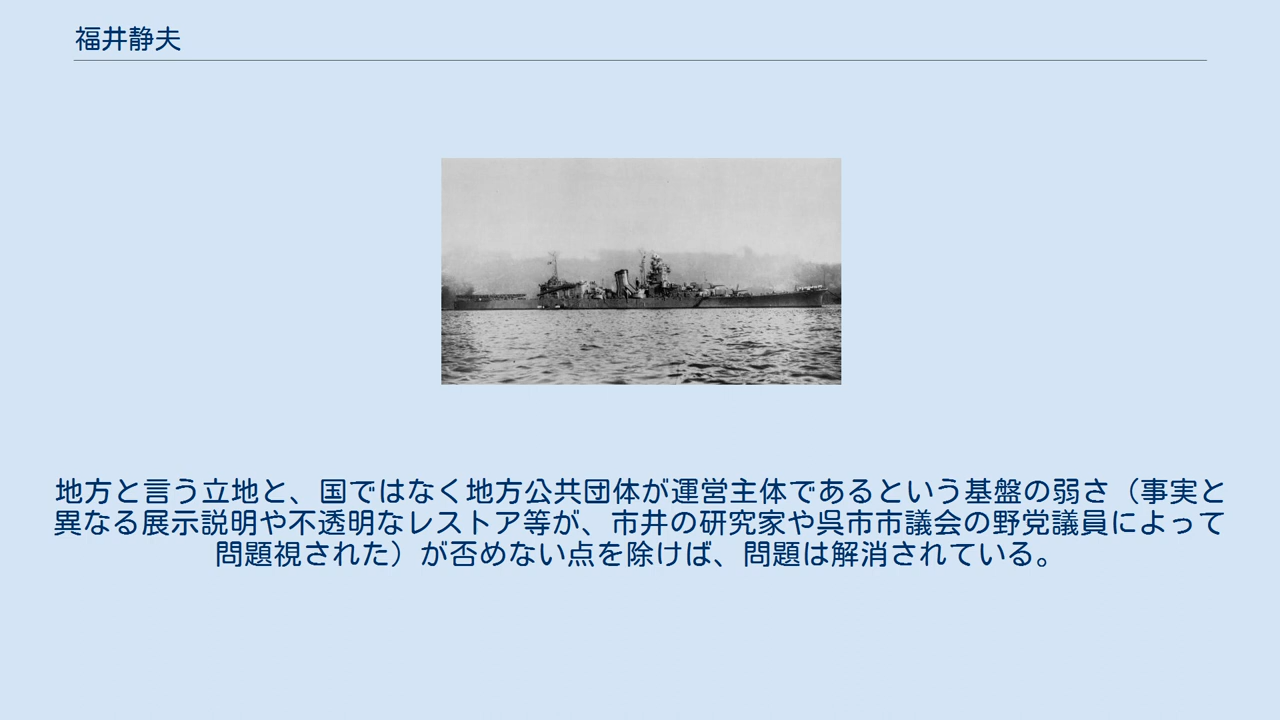 福井静夫
地方と言う立地と、国ではなく地方公共団体が運営主体であるという基盤の弱さ（事実と
異なる展示説明や不透明なレストア等が、市井の研究家や呉市市議会の野党議員によって
問題視された）が否めない点を除けば、問題は解消されている。